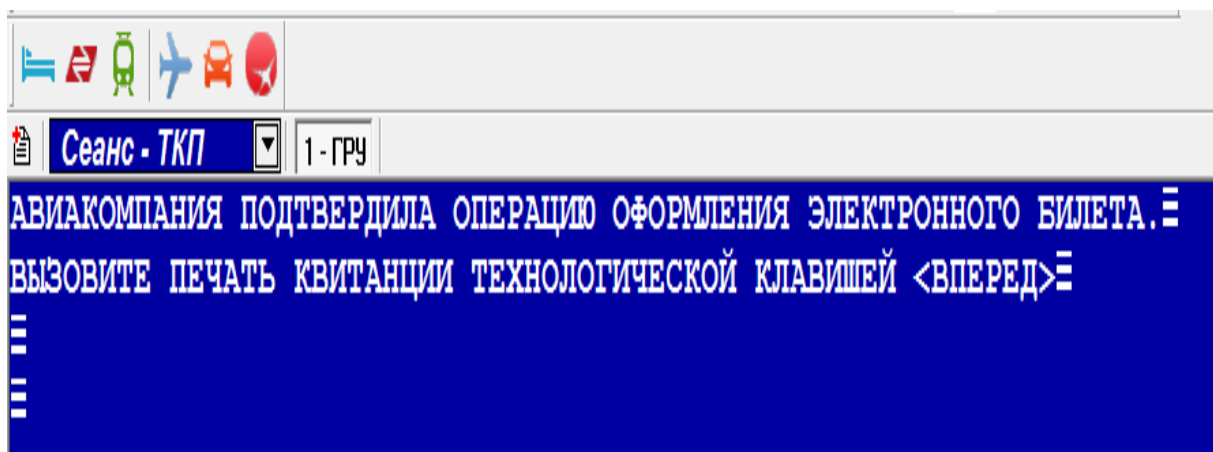 Сеанс - ТКП 1 - ГРУ
АВИАКОМПАНИЯ ПОДТВЕРДИЛА ОПЕРАЦИЮ ОФОРМЛЕНИЯ ЭЛЕКТРОННОГО БИЛЕТА.
ВЫЗОВИТЕ ПЕЧАТЬ КВИТАНЦИИ ТЕХНОЛОГИЧЕСКОЙ КЛАВИШЕЙ <ВПЕРЕД>